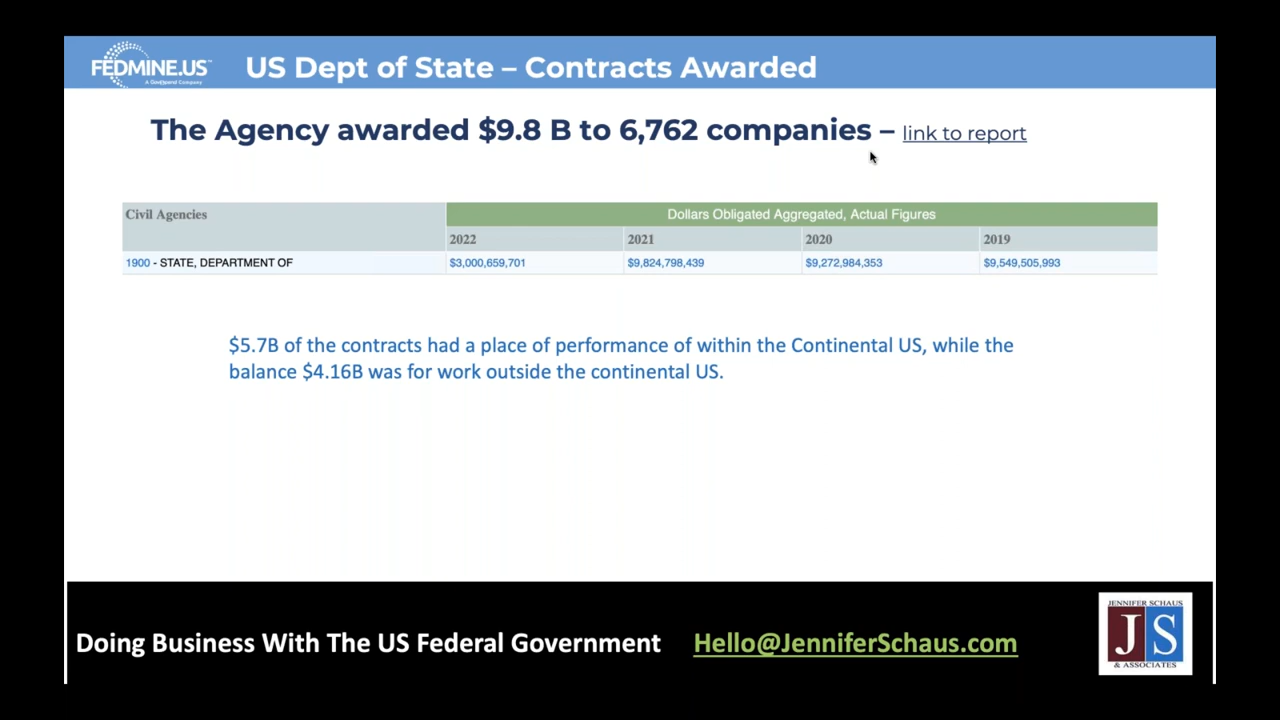 FEDMINE.US™
A GovSpend Company
US Dept of State – Contracts Awarded
The Agency awarded $9.8 B to 6,762 companies – link to report
Civil Agencies
Dollars Obligated Aggregated, Actual Figures
2022 2021 2020 2019
1900 - STATE, DEPARTMENT OF $3,000,659,701 $9,824,798,439 $9,272,984,353 $9,549,505,993
$5.7B of the contracts had a place of performance of within the Continental US, while the
balance $4.16B was for work outside the continental US.
Doing Business With The US Federal Government Hello@JenniferSchaus.com
JENNIFER SCHAUS
JS
& ASSOCIATES